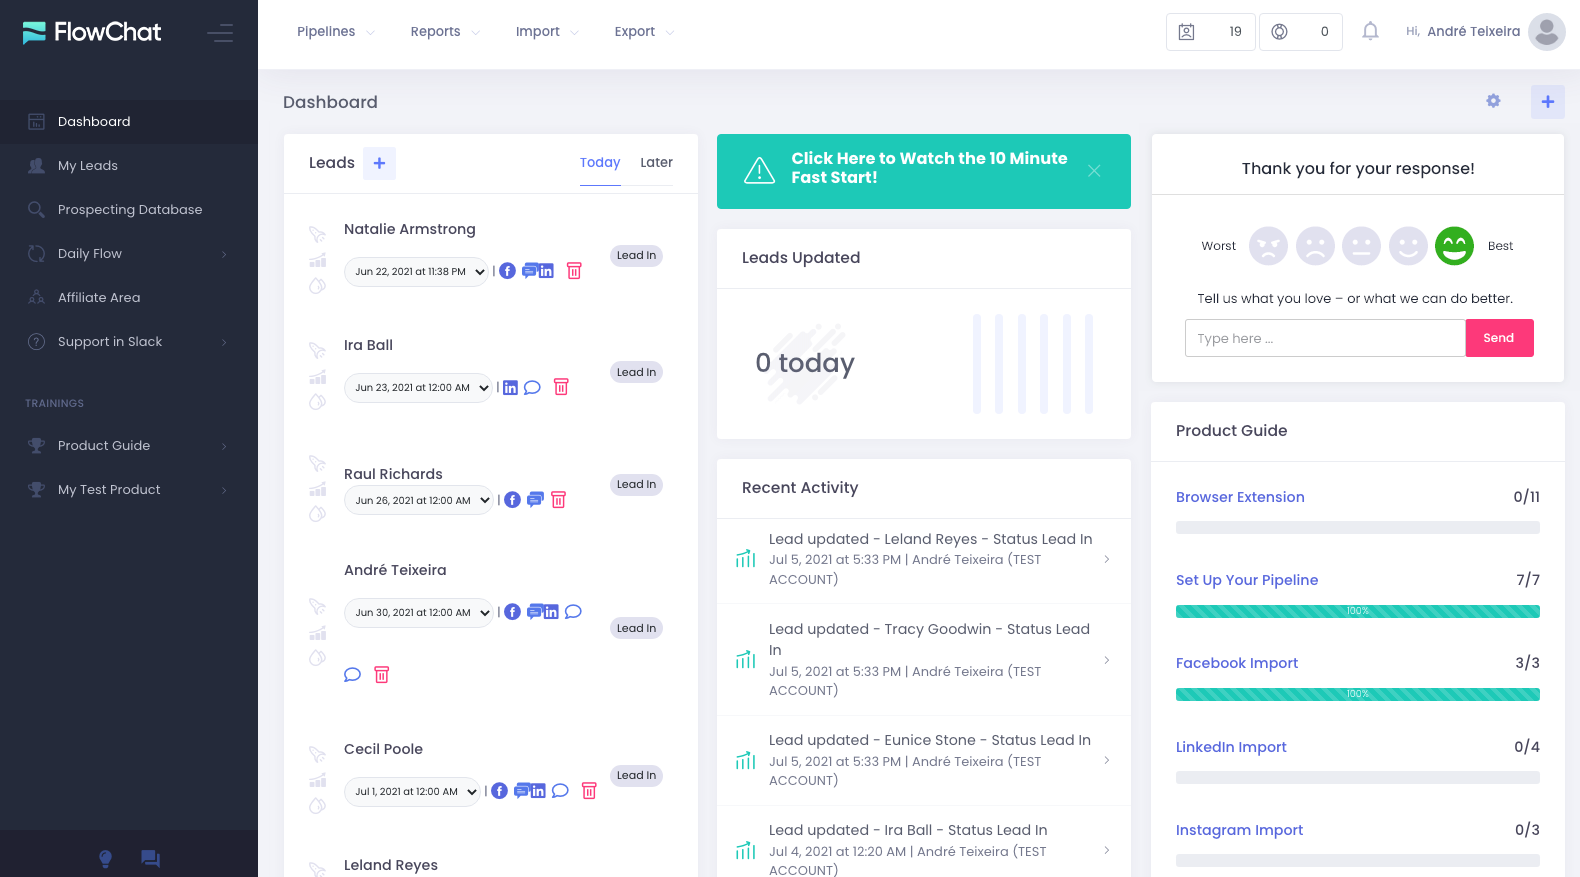 FlowChat
Pipelines
Reports
Import
Export
19
0
Hi, André Teixeira
Dashboard
My Leads
Prospecting Database
Daily Flow
Affiliate Area
Support in Slack
TRAININGS
Product Guide
My Test Product
Dashboard
Leads
Today
Later
Natalie Armstrong
Jun 22, 2021 at 11:38 PM
Lead In
Ira Ball
Jun 23, 2021 at 12:00 AM
Lead In
Raul Richards
Jun 26, 2021 at 12:00 AM
Lead In
André Teixeira
Jun 30, 2021 at 12:00 AM
Lead In
Cecil Poole
Jul 1, 2021 at 12:00 AM
Lead In
Leland Reyes
Click Here to Watch the 10 Minute
Fast Start!
Leads Updated
0 today
Recent Activity
Lead updated - Leland Reyes - Status Lead In
Jul 5, 2021 at 5:33 PM | André Teixeira (TEST
ACCOUNT)
Lead updated - Tracy Goodwin - Status Lead
In
Jul 5, 2021 at 5:33 PM | André Teixeira (TEST
ACCOUNT)
Lead updated - Eunice Stone - Status Lead In
Jul 5, 2021 at 5:33 PM | André Teixeira (TEST
ACCOUNT)
Lead updated - Ira Ball - Status Lead In
Jul 4, 2021 at 12:20 AM | André Teixeira (TEST
ACCOUNT)
Thank you for your response!
Worst
Best
Tell us what you love – or what we can do better.
Type here ...
Send
Product Guide
Browser Extension 0/11
Set Up Your Pipeline 7/7
100%
Facebook Import 3/3
100%
LinkedIn Import 0/4
Instagram Import 0/3